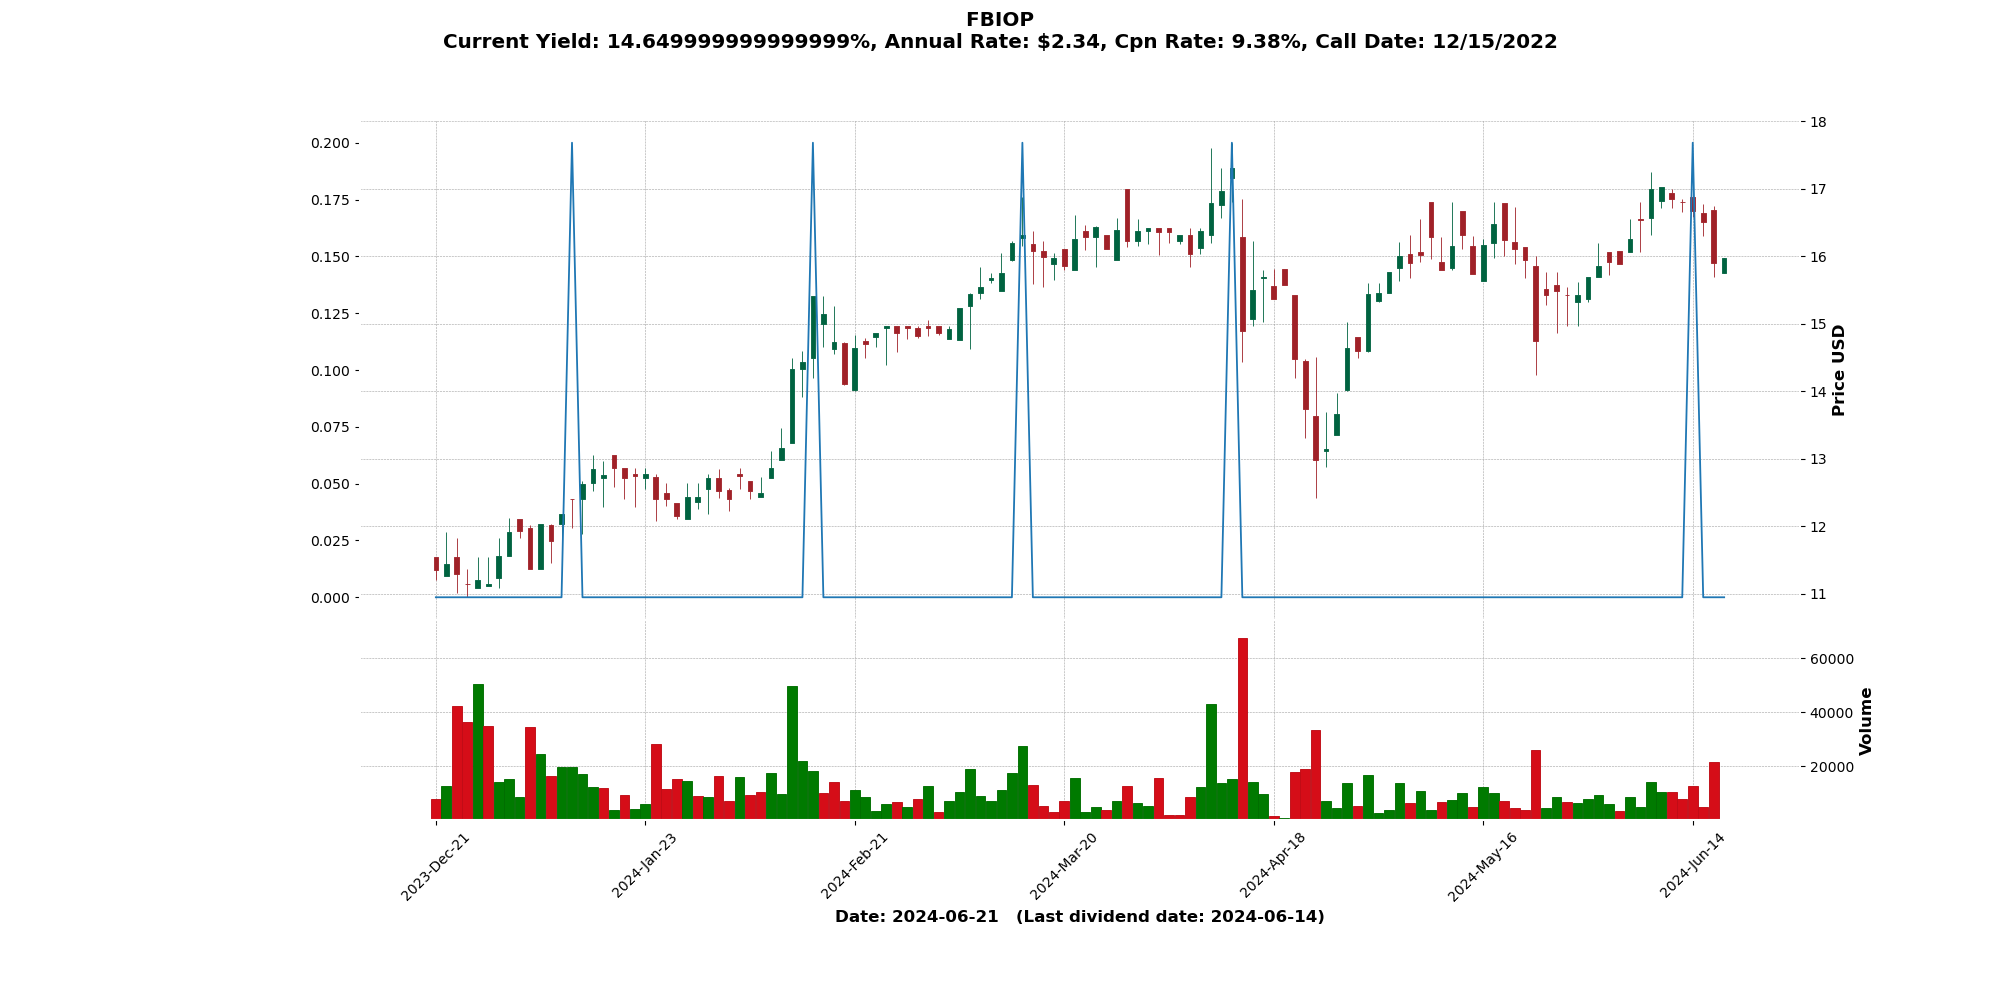 FBIOP
Current Yield: 14.649999999999999%, Annual Rate: $2.34, Cpn Rate: 9.38%, Call Date: 12/15/2022
0.200
0.175
0.150
0.125
0.100
0.075
0.050
0.025
0.000
18
17
16
15
14
13
12
11
Price USD
60000
40000
20000
Volume
2023-Dec-21
2024-Jan-23
2024-Feb-21
2024-Mar-20
2024-Apr-18
2024-May-16
2024-Jun-14
Date: 2024-06-21 (Last dividend date: 2024-06-14)